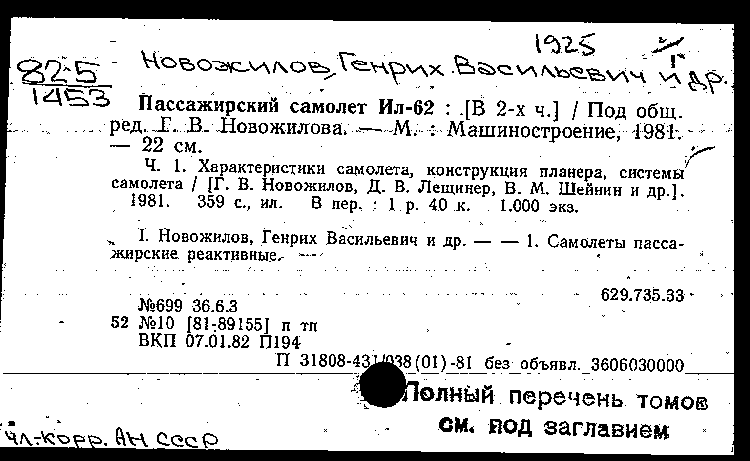 1925
Новожилов, Генрих Васильевич и др.
82-5
1453
Пассажирский самолет Ил-62 : [В 2-х ч.] / Под общ.
ред. Г. В. Новожилова. — М. : Машиностроение, 1981.
— 22 см.
Ч. 1. Характеристики самолета, конструкция планера, системы
самолета / [Г. В. Новожилов, Д. В. Лещинер, В. М. Шейнин и др.].
1981. 359 с., ил. В пер. : 1 р. 40 к. 1.000 экз.
I. Новожилов, Генрих Васильевич и др. — — 1. Самолеты пасса-
жирские реактивные.
629.735.33
№699 36.6.3
52 №10 [81-89155] п тп
ВКП 07.01.82 П194
П 31808-431/038(01)-81 без объявл. 3606030000
Полный перечень томов
см. под заглавием
чл.-корр. АН СССР